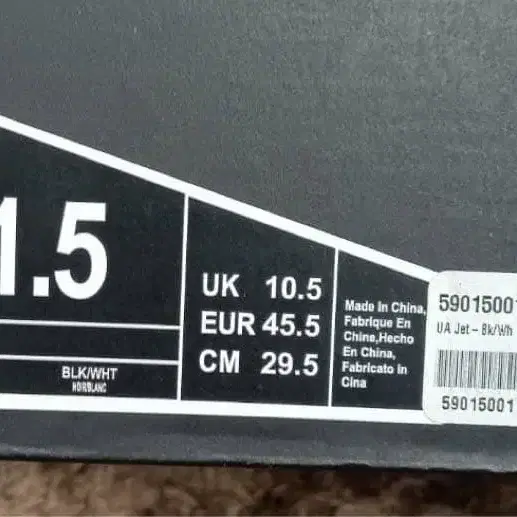 1.5
BLK/WHT
NOIR/BLANC
UK 10.5
EUR 45.5
CM 29.5
Made In China,
Fabrique En
Chine,Hecho
En China,
Fabricato In
Cina
59015001
UA Jet - Bk/Wh
59015001